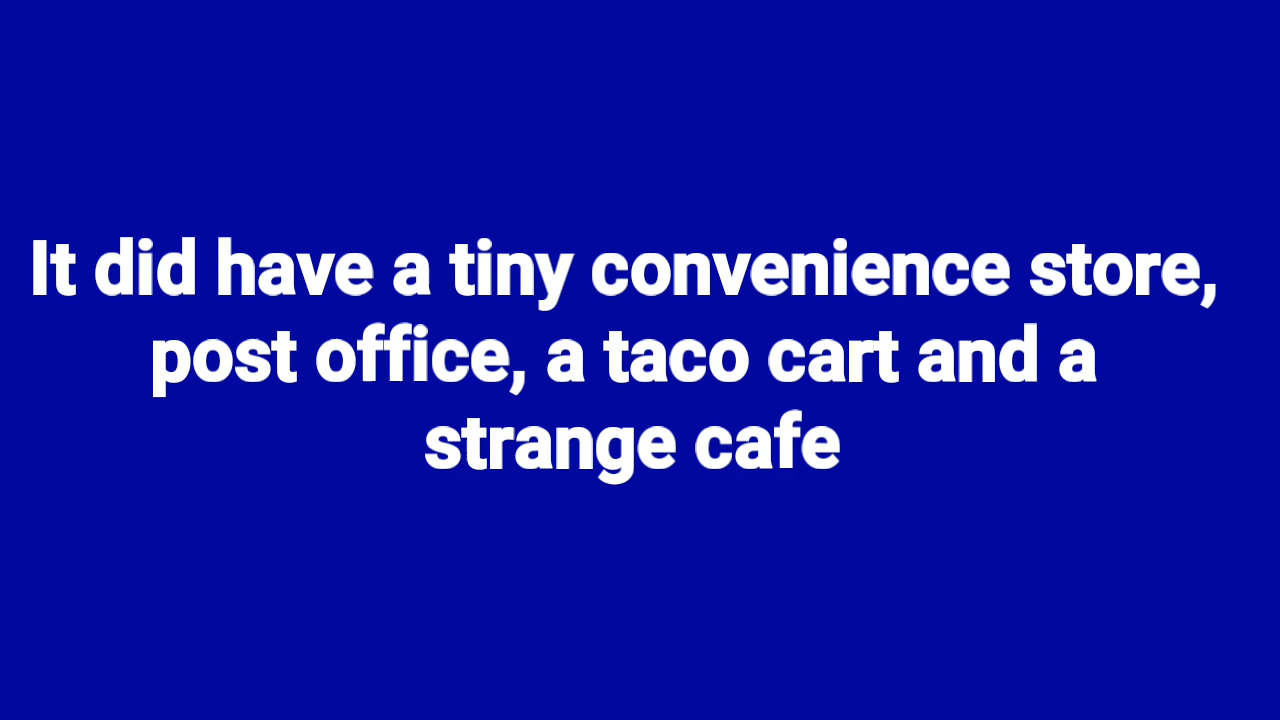 It did have a tiny convenience store,
post office, a taco cart and a
strange cafe